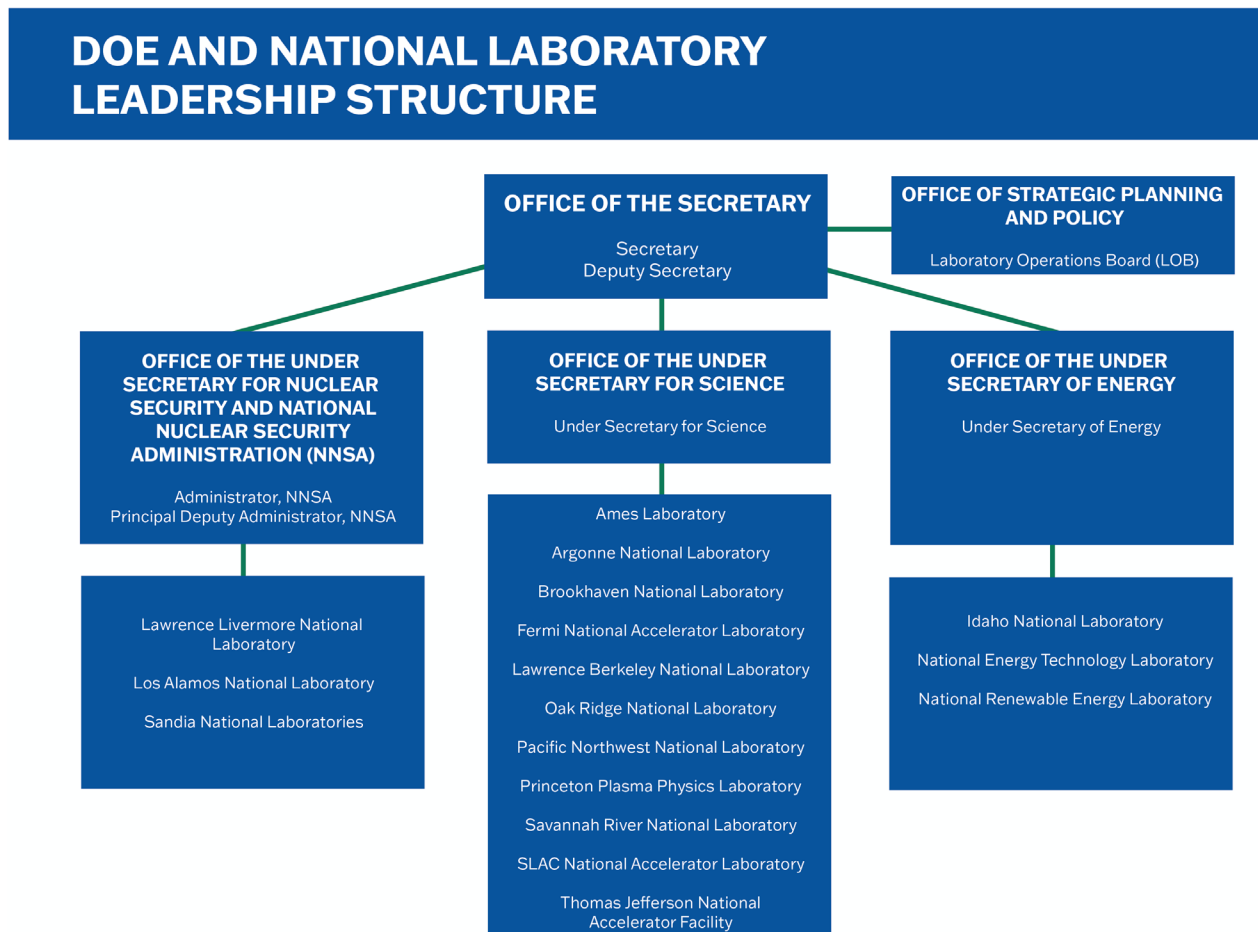 DOE AND NATIONAL LABORATORY
LEADERSHIP STRUCTURE
OFFICE OF THE SECRETARY
Secretary
Deputy Secretary
OFFICE OF STRATEGIC PLANNING
AND POLICY
Laboratory Operations Board (LOB)
OFFICE OF THE UNDER
SECRETARY FOR NUCLEAR
SECURITY AND NATIONAL
NUCLEAR SECURITY
ADMINISTRATION (NNSA)
Administrator, NNSA
Principal Deputy Administrator, NNSA
OFFICE OF THE UNDER
SECRETARY FOR SCIENCE
Under Secretary for Science
OFFICE OF THE UNDER
SECRETARY OF ENERGY
Under Secretary of Energy
Lawrence Livermore National
Laboratory
Los Alamos National Laboratory
Sandia National Laboratories
Ames Laboratory
Argonne National Laboratory
Brookhaven National Laboratory
Fermi National Accelerator Laboratory
Lawrence Berkeley National Laboratory
Oak Ridge National Laboratory
Pacific Northwest National Laboratory
Princeton Plasma Physics Laboratory
Savannah River National Laboratory
SLAC National Accelerator Laboratory
Thomas Jefferson National
Accelerator Facility
Idaho National Laboratory
National Energy Technology Laboratory
National Renewable Energy Laboratory